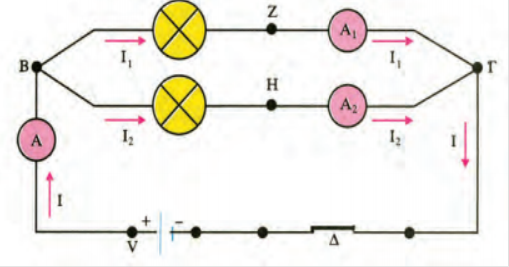 Z
A₁
I₁
I₁
B
Γ
H
A₂
I₂
I₂
A
I
I
+ −
V
Δ